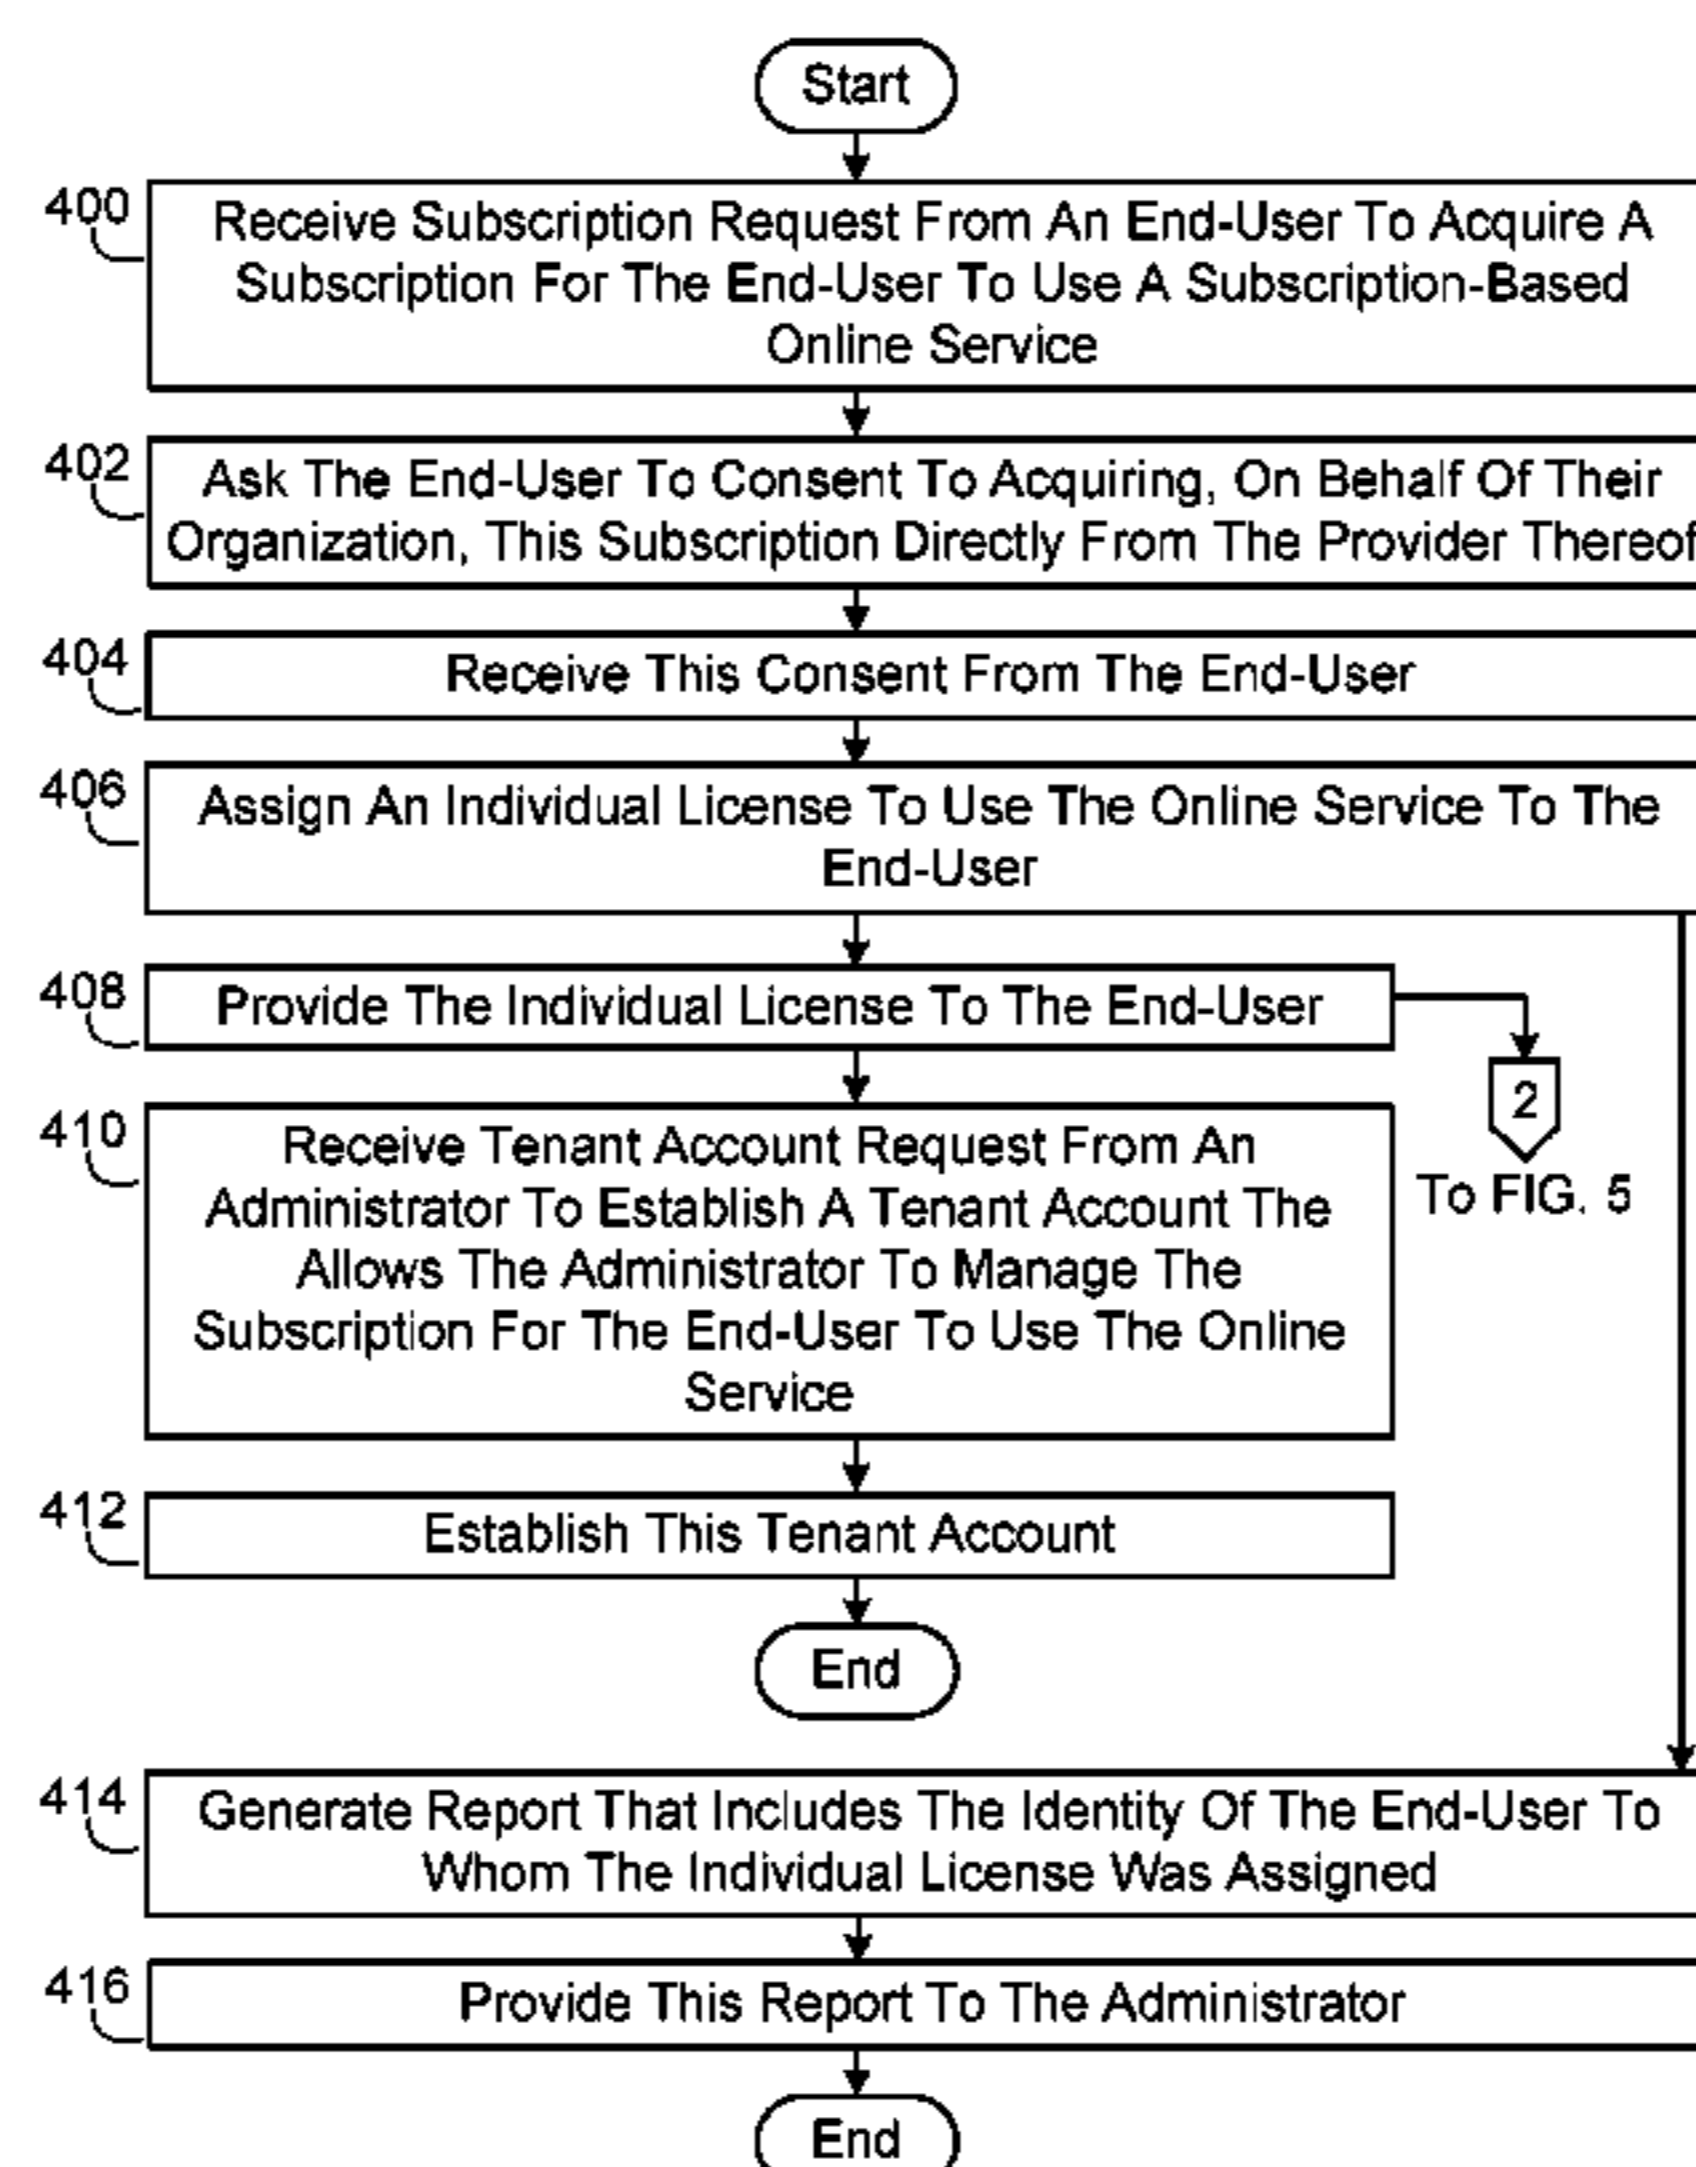 Start
400
Receive Subscription Request From An End-User To Acquire A
Subscription For The End-User To Use A Subscription-Based
Online Service
402
Ask The End-User To Consent To Acquiring, On Behalf Of Their
Organization, This Subscription Directly From The Provider Thereof
404
Receive This Consent From The End-User
406
Assign An Individual License To Use The Online Service To The
End-User
408
Provide The Individual License To The End-User
2
To FIG. 5
410
Receive Tenant Account Request From An
Administrator To Establish A Tenant Account The
Allows The Administrator To Manage The
Subscription For The End-User To Use The Online
Service
412
Establish This Tenant Account
End
414
Generate Report That Includes The Identity Of The End-User To
Whom The Individual License Was Assigned
416
Provide This Report To The Administrator
End